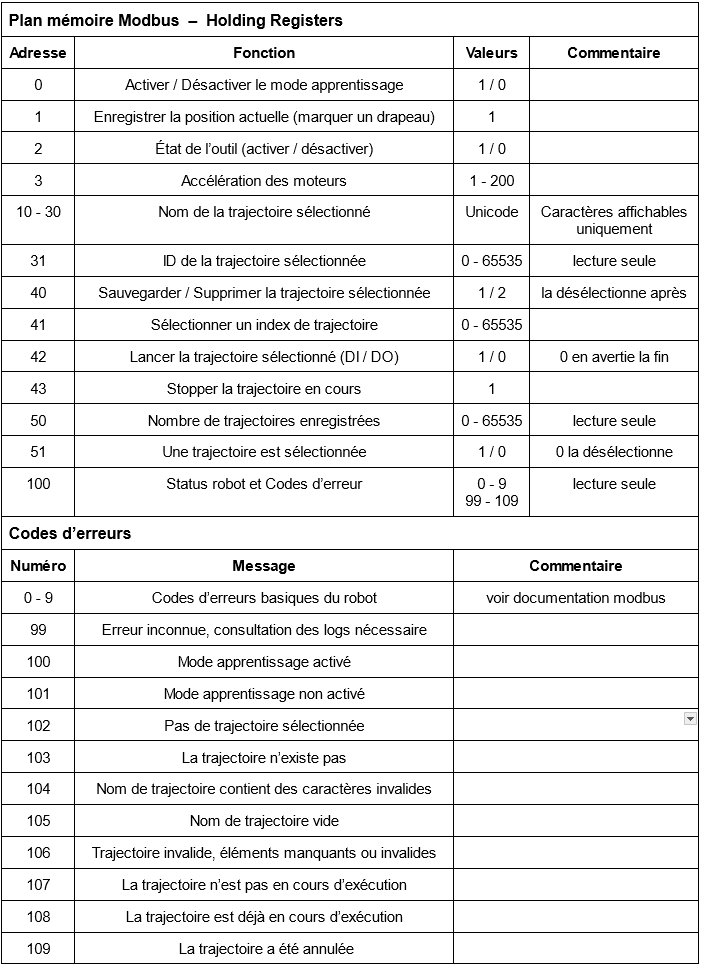 Plan mémoire Modbus – Holding Registers
Adresse Fonction Valeurs Commentaire
0 Activer / Désactiver le mode apprentissage 1 / 0
1 Enregistrer la position actuelle (marquer un drapeau) 1
2 État de l’outil (activer / désactiver) 1 / 0
3 Accélération des moteurs 1 - 200
10 - 30 Nom de la trajectoire sélectionné Unicode Caractères affichables
uniquement
31 ID de la trajectoire sélectionnée 0 - 65535 lecture seule
40 Sauvegarder / Supprimer la trajectoire sélectionnée 1 / 2 la désélectionne après
41 Sélectionner un index de trajectoire 0 - 65535
42 Lancer la trajectoire sélectionné (DI / DO) 1 / 0 0 en avertie la fin
43 Stopper la trajectoire en cours 1
50 Nombre de trajectoires enregistrées 0 - 65535 lecture seule
51 Une trajectoire est sélectionnée 1 / 0 0 la désélectionne
100 Status robot et Codes d’erreur 0 - 9 lecture seule
99 - 109
Codes d’erreurs
Numéro Message Commentaire
0 - 9 Codes d’erreurs basiques du robot voir documentation modbus
99 Erreur inconnue, consultation des logs nécessaire
100 Mode apprentissage activé
101 Mode apprentissage non activé
102 Pas de trajectoire sélectionnée
103 La trajectoire n’existe pas
104 Nom de trajectoire contient des caractères invalides
105 Nom de trajectoire vide
106 Trajectoire invalide, éléments manquants ou invalides
107 La trajectoire n’est pas en cours d’exécution
108 La trajectoire est déjà en cours d’exécution
109 La trajectoire a été annulée